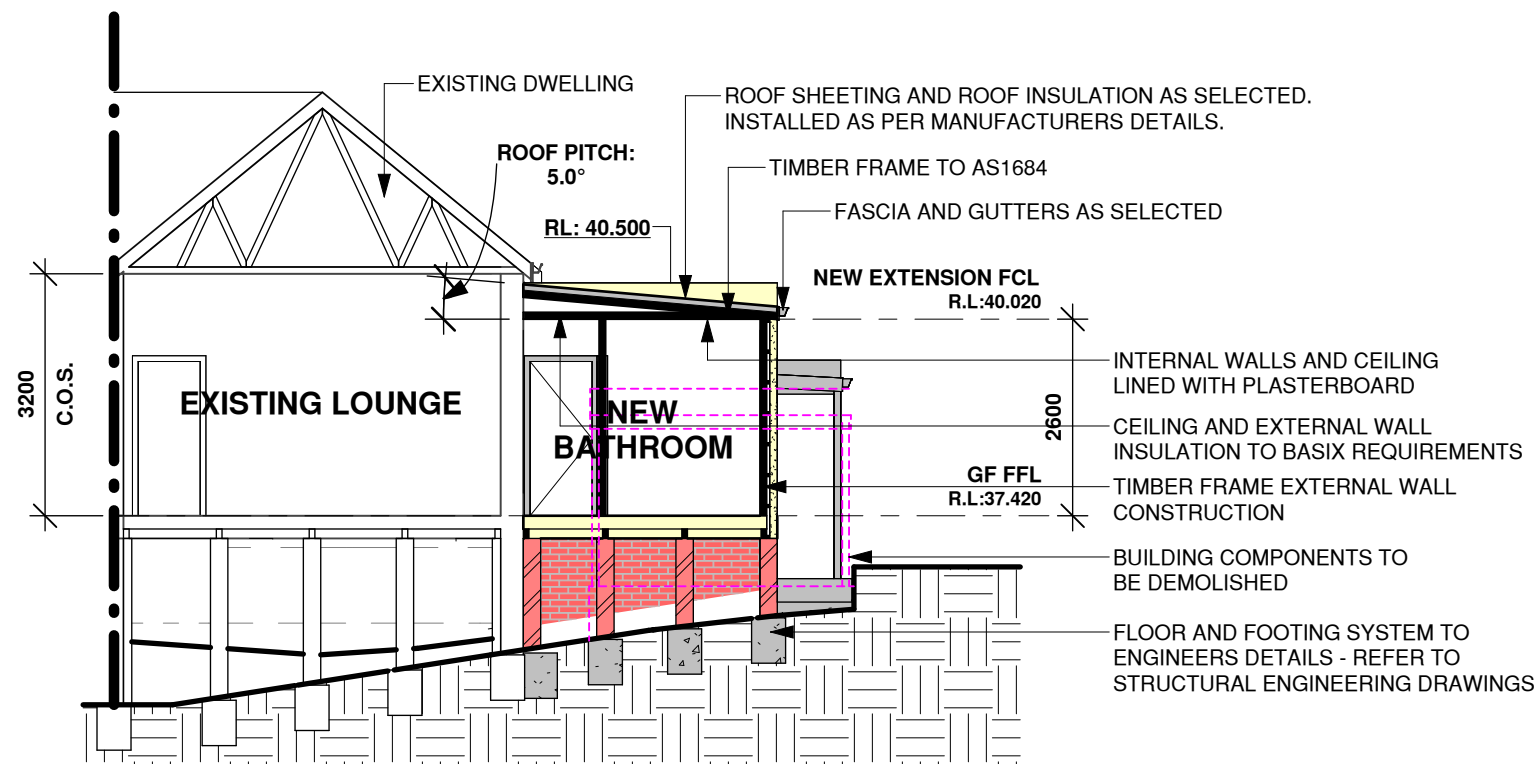 EXISTING DWELLING
ROOF SHEETING AND ROOF INSULATION AS SELECTED.
INSTALLED AS PER MANUFACTURERS DETAILS.
ROOF PITCH:
5.0°
TIMBER FRAME TO AS1684
RL: 40.500
FASCIA AND GUTTERS AS SELECTED
NEW EXTENSION FCL
R.L:40.020
3200
C.O.S.
EXISTING LOUNGE
NEW
BATHROOM
2600
GF FFL
R.L:37.420
INTERNAL WALLS AND CEILING
LINED WITH PLASTERBOARD
CEILING AND EXTERNAL WALL
INSULATION TO BASIX REQUIREMENTS
TIMBER FRAME EXTERNAL WALL
CONSTRUCTION
BUILDING COMPONENTS TO
BE DEMOLISHED
FLOOR AND FOOTING SYSTEM TO
ENGINEERS DETAILS - REFER TO
STRUCTURAL ENGINEERING DRAWINGS